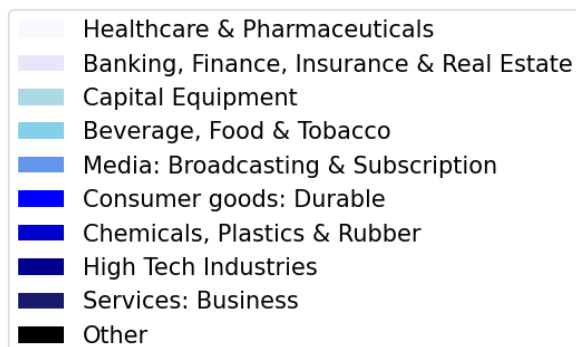 Healthcare & Pharmaceuticals
Banking, Finance, Insurance & Real Estate
Capital Equipment
Beverage, Food & Tobacco
Media: Broadcasting & Subscription
Consumer goods: Durable
Chemicals, Plastics & Rubber
High Tech Industries
Services: Business
Other